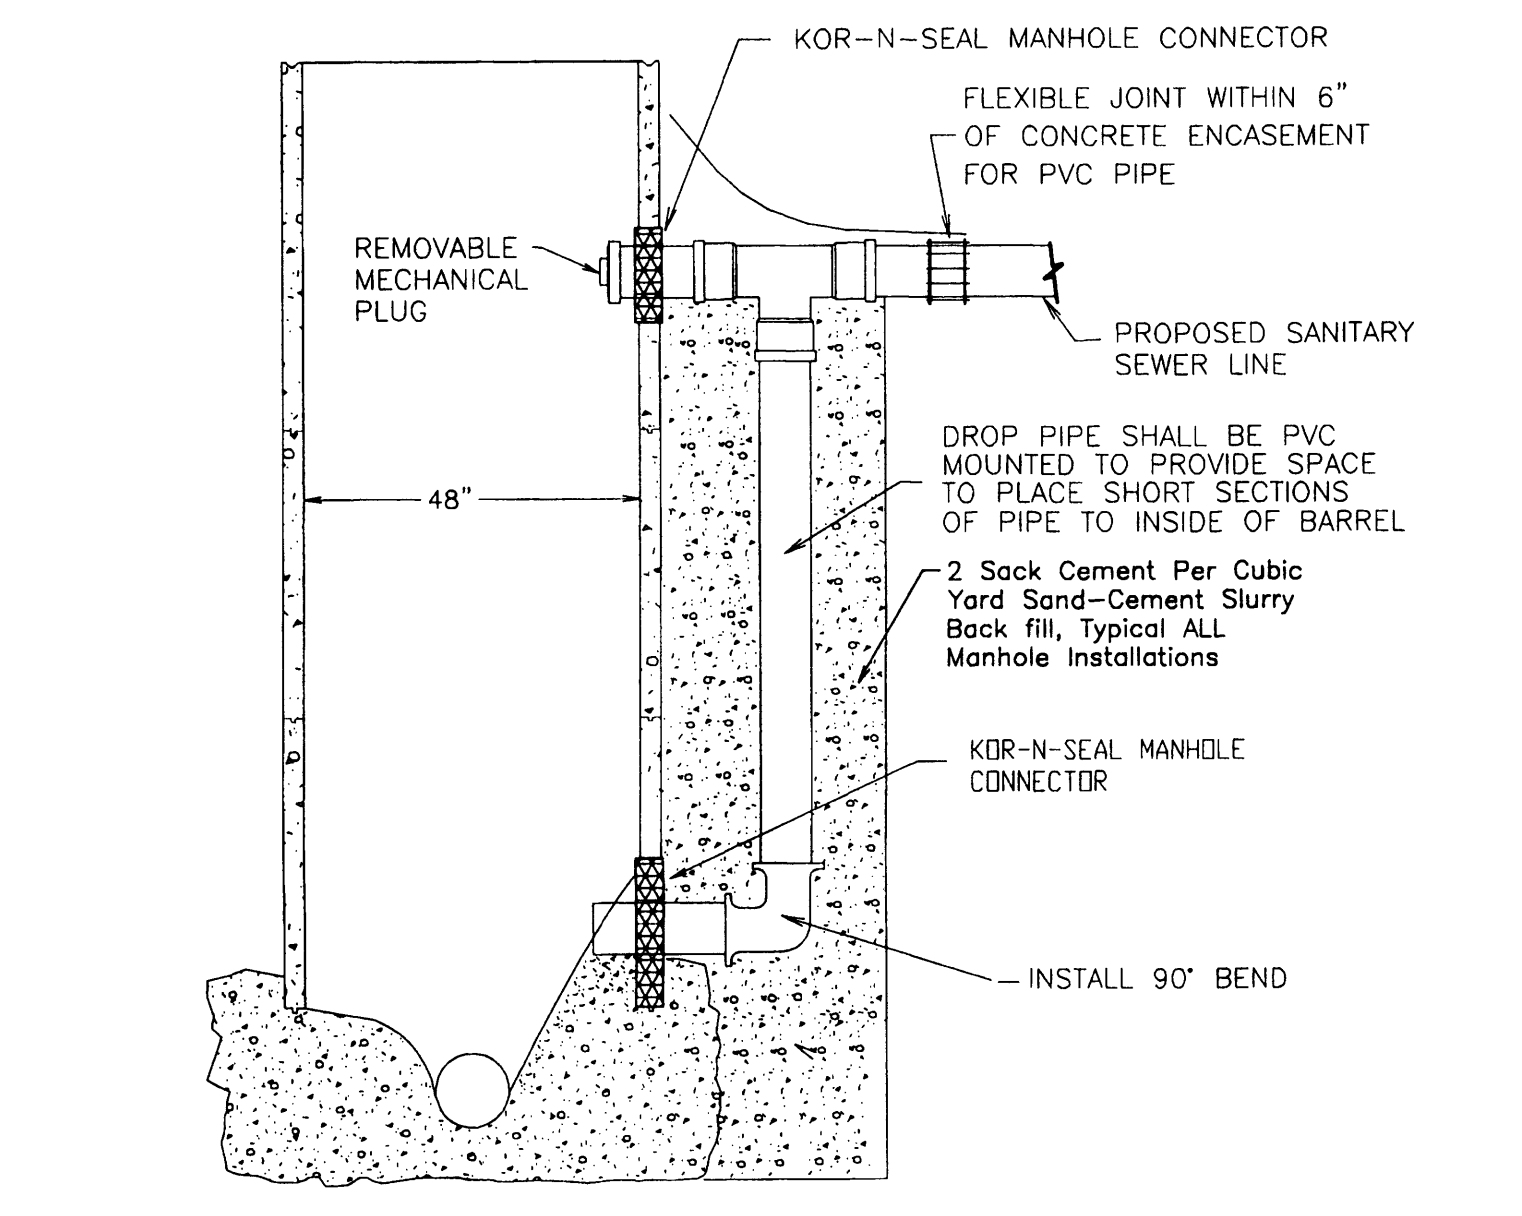 KOR-N-SEAL MANHOLE CONNECTOR
FLEXIBLE JOINT WITHIN 6"
OF CONCRETE ENCASEMENT
FOR PVC PIPE
REMOVABLE
MECHANICAL
PLUG
PROPOSED SANITARY
SEWER LINE
DROP PIPE SHALL BE PVC
MOUNTED TO PROVIDE SPACE
TO PLACE SHORT SECTIONS
OF PIPE TO INSIDE OF BARREL
48"
2 Sack Cement Per Cubic
Yard Sand-Cement Slurry
Back fill, Typical ALL
Manhole Installations
KOR-N-SEAL MANHOLE
CONNECTOR
INSTALL 90° BEND